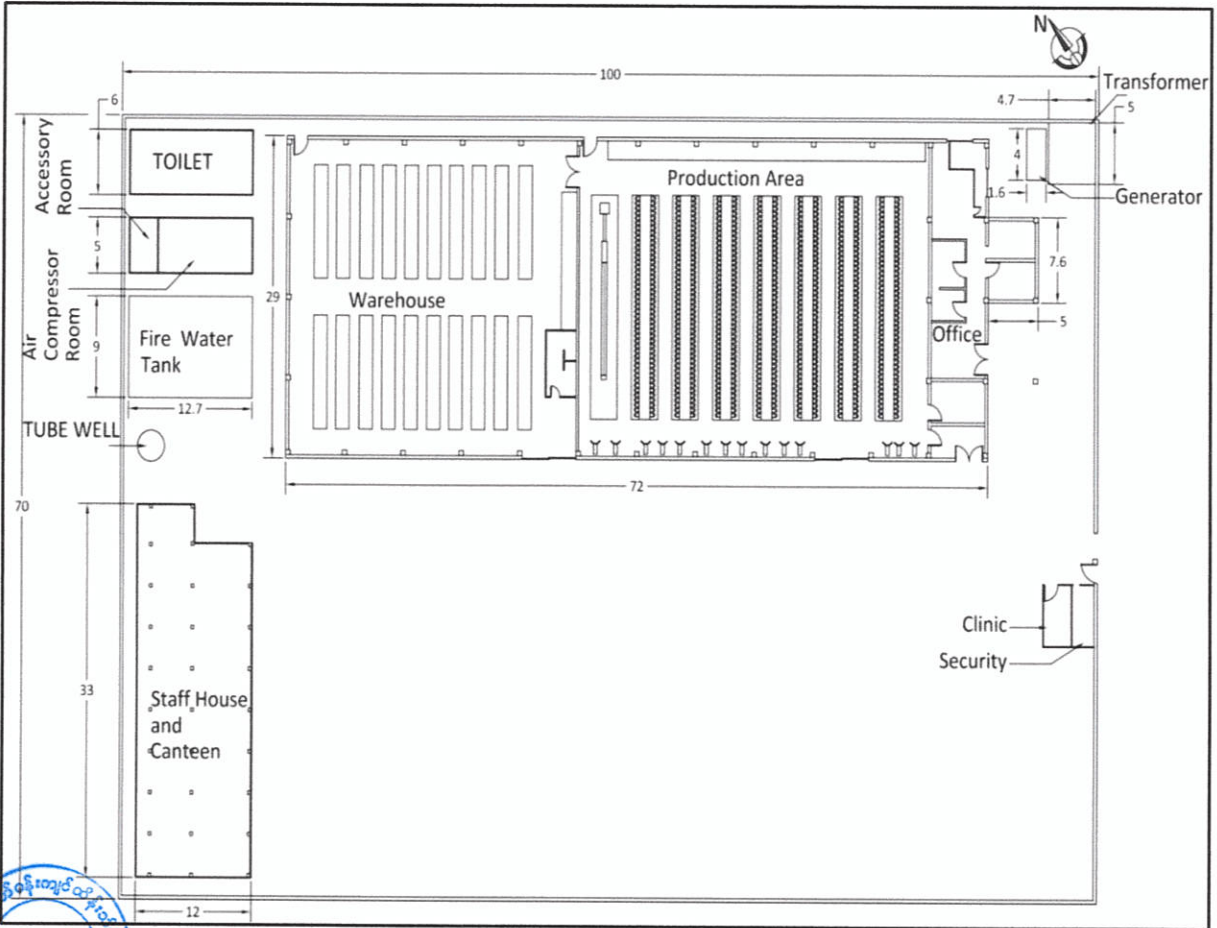 N
100
Transformer
4.7
5
6
Accessory
Room
TOILET
Production Area
4
1.6
Generator
5
7.6
Air
Compressor
Room
29
Warehouse
9
Fire Water
Tank
Office
5
12.7
TUBE WELL
72
70
Clinic
Security
33
Staff House
and
Canteen
12